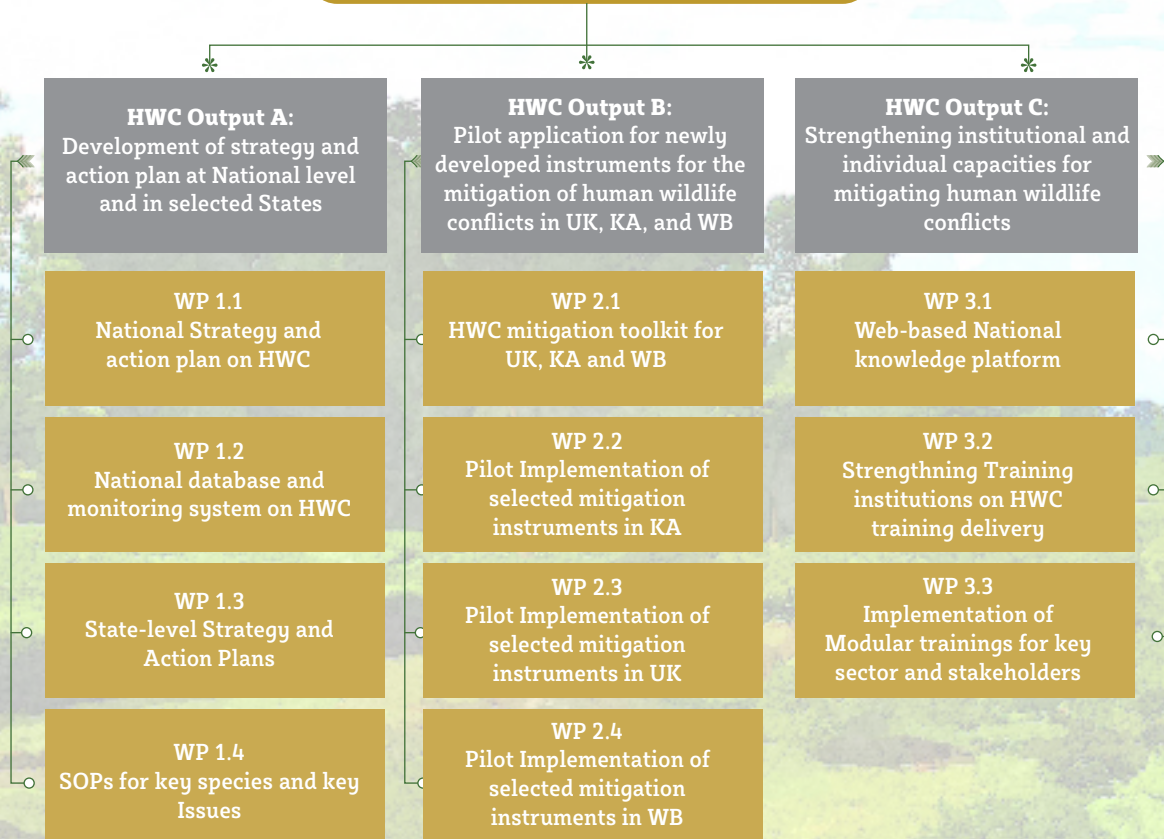 HWC Output A:
Development of strategy and
action plan at National level
and in selected States
WP 1.1
National Strategy and
action plan on HWC
WP 1.2
National database and
monitoring system on HWC
WP 1.3
State-level Strategy and
Action Plans
WP 1.4
SOPs for key species and key
Issues
HWC Output B:
Pilot application for newly
developed instruments for the
mitigation of human wildlife
conflicts in UK, KA, and WB
WP 2.1
HWC mitigation toolkit for
UK, KA and WB
WP 2.2
Pilot Implementation of
selected mitigation
instruments in KA
WP 2.3
Pilot Implementation of
selected mitigation
instruments in UK
WP 2.4
Pilot Implementation of
selected mitigation
instruments in WB
HWC Output C:
Strengthening institutional and
individual capacities for
mitigating human wildlife
conflicts
WP 3.1
Web-based National
knowledge platform
WP 3.2
Strengthning Training
institutions on HWC
training delivery
WP 3.3
Implementation of
Modular trainings for key
sector and stakeholders